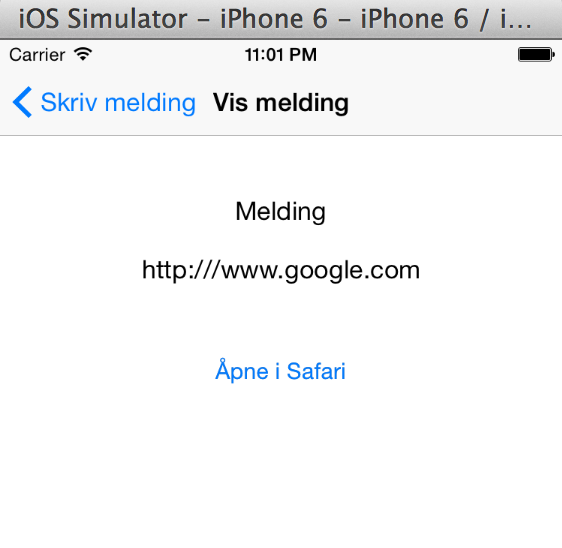 iOS Simulator – iPhone 6 – iPhone 6 / i...
Carrier 11:01 PM
Skriv melding Vis melding
Melding
http:///www.google.com
Åpne i Safari